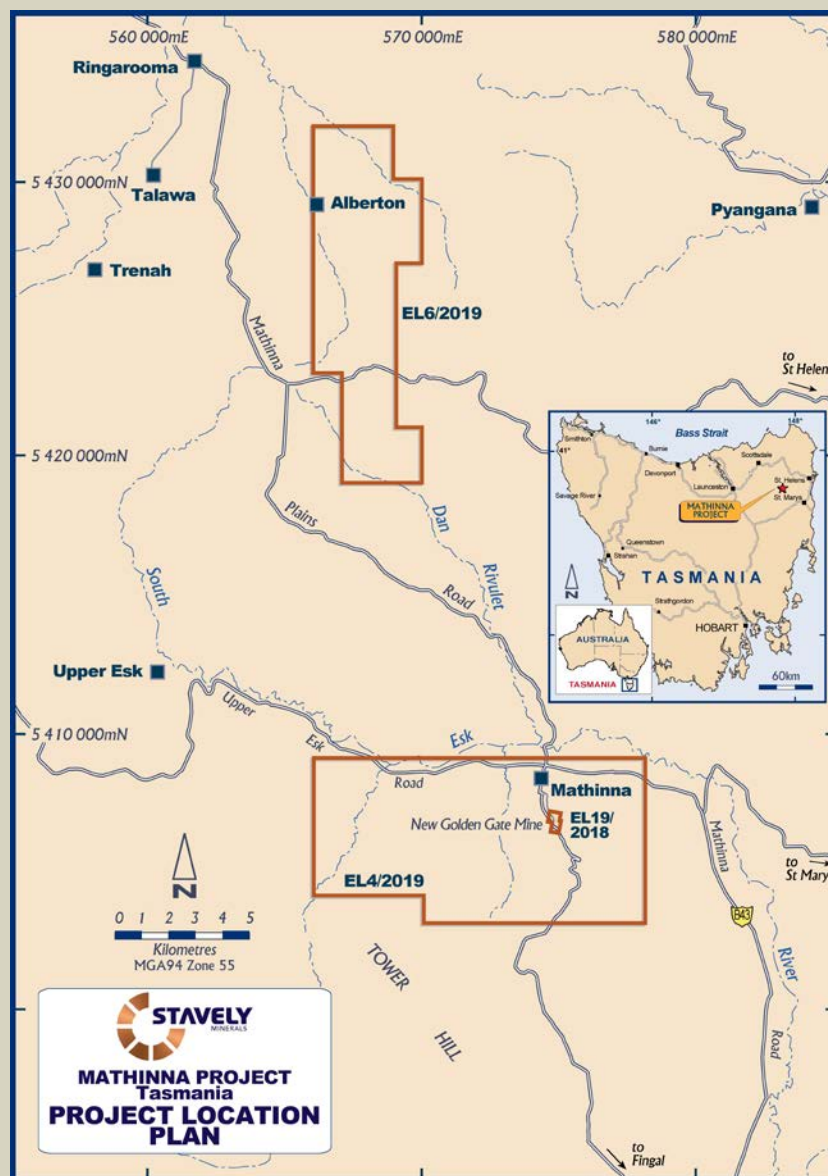 560 000mE
570 000mE
580 000mE
Ringarooma
5 430 000mN
Talawa
Alberton
Pyangana
Trenah
EL6/2019
Mathinna
to
St Helen
5 420 000mN
Plains
Road
Dan
Rivulet
South
Esk
146°
148°
41°
Bass Strait
Smithton
Burnie
Devonport
Scottsdale
Launceston
St. Helens
St. Marys
Savage River
MATHINNA
PROJECT
Queenstown
Strahan
TASMANIA
Strathgordon
HOBART
N
AUSTRALIA
TASMANIA
60km
Upper Esk
5 410 000mN
Upper
Esk
Road
Mathinna
New Golden Gate Mine
EL19/
2018
EL4/2019
Mathinna
Road
B43
River
to
St Mary
N
0 1 2 3 4 5
Kilometres
MGA94 Zone 55
TOWER
HILL
to
Fingal
STAVELY
MINERALS
MATHINNA PROJECT
Tasmania
PROJECT LOCATION
PLAN